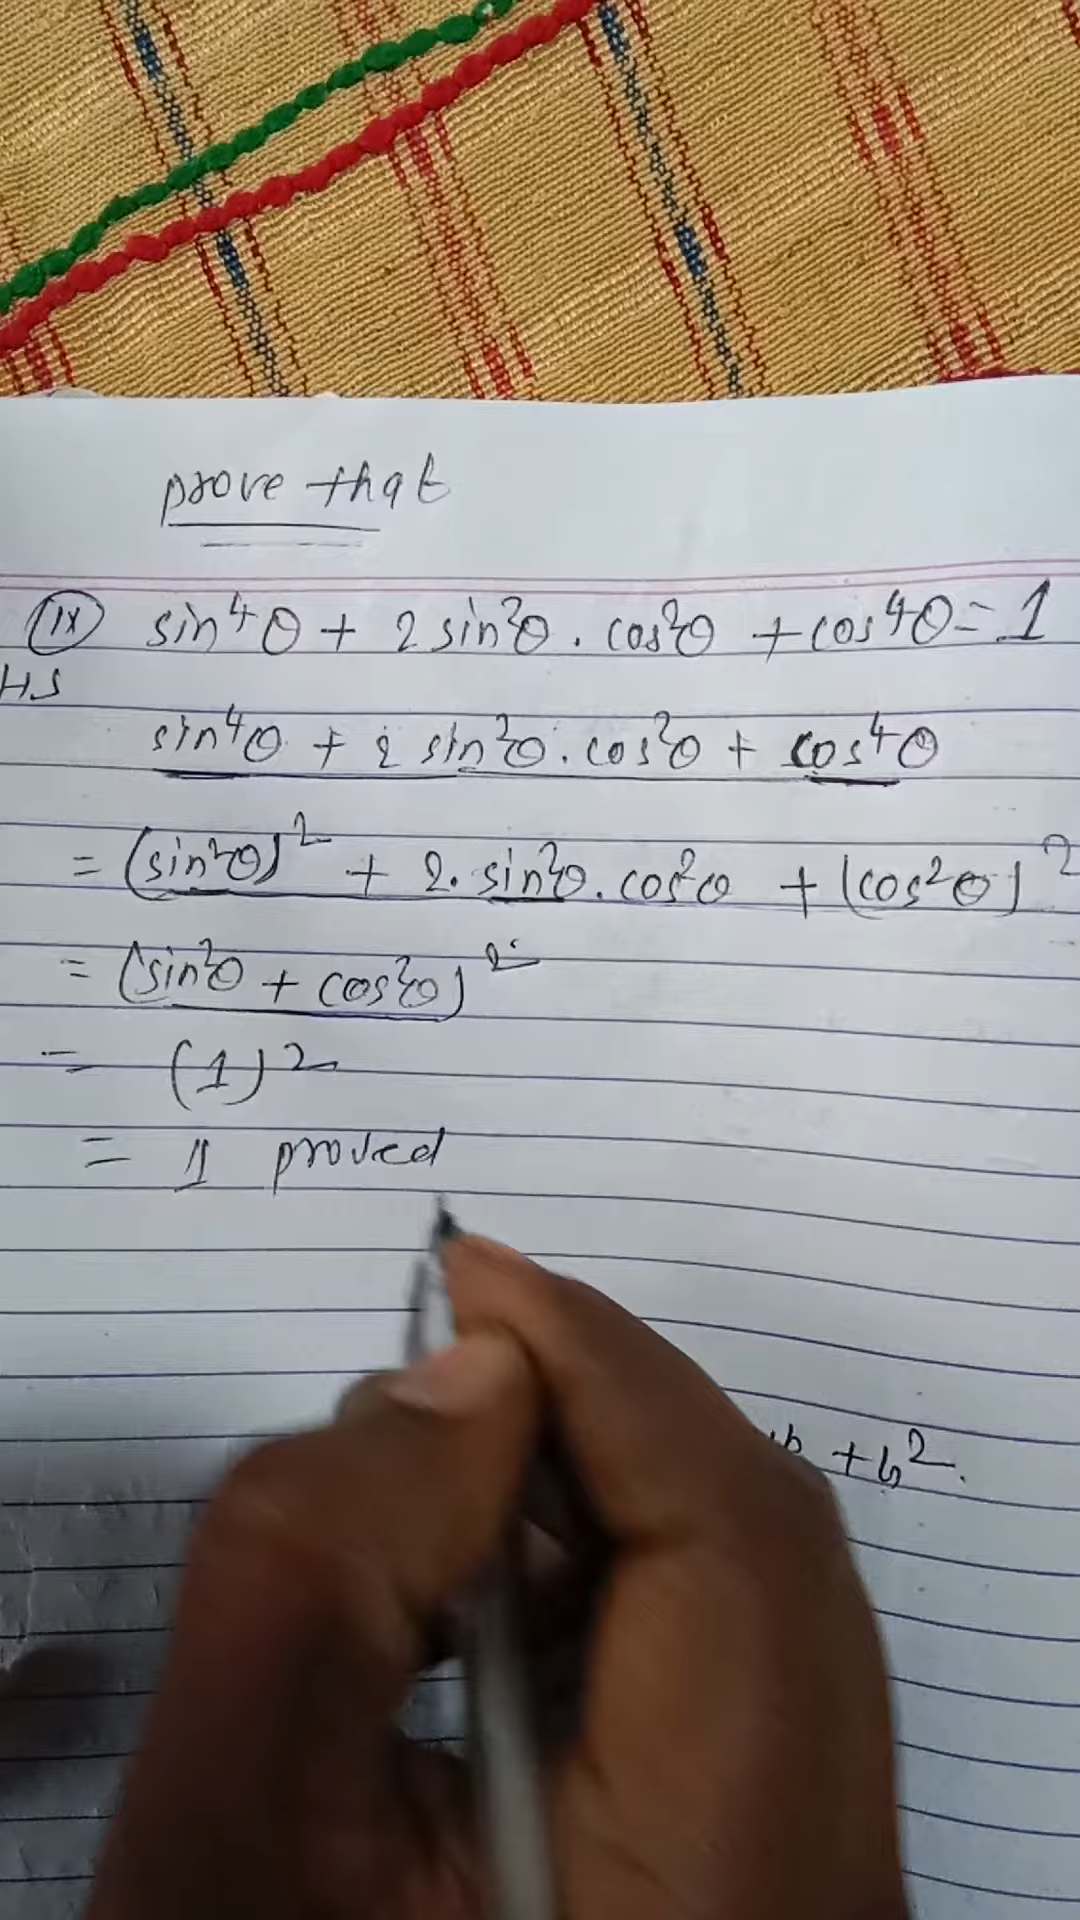 prove that
(ix) sin⁴θ + 2 sin²θ . cos²θ + cos⁴θ = 1
HS
sin⁴θ + 2 sin²θ . cos²θ + cos⁴θ
= (sin²θ)² + 2. sin²θ . cos²θ + (cos²θ)²
= (sin²θ + cos²θ)²
= (1)²
= 1 proved
+ b².